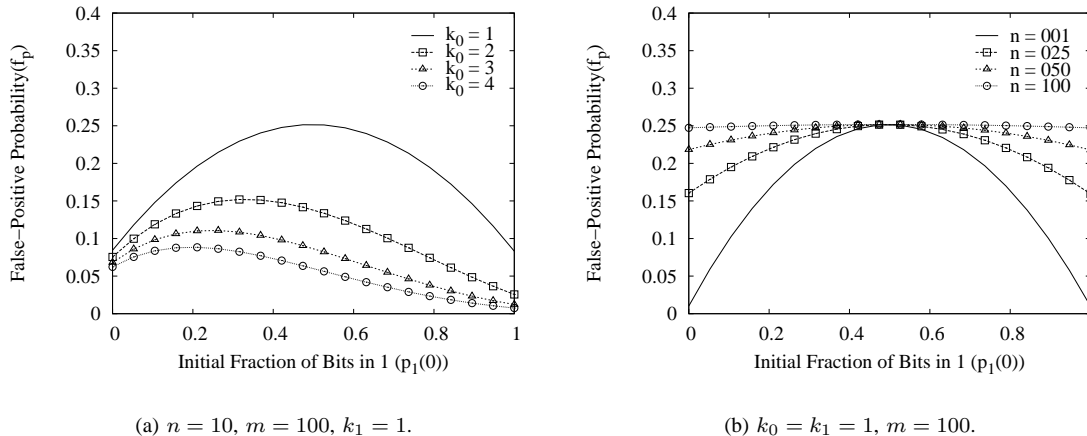 0.4
0.35
0.3
0.25
0.2
0.15
0.1
0.05
0
False−Positive Probability(f_p)
k_0 = 1
k_0 = 2
k_0 = 3
k_0 = 4
0 0.2 0.4 0.6 0.8 1
Initial Fraction of Bits in 1 (p_1(0))
(a) n = 10, m = 100, k_1 = 1.
0.4
0.35
0.3
0.25
0.2
0.15
0.1
0.05
0
False−Positive Probability(f_p)
n = 001
n = 025
n = 050
n = 100
0 0.2 0.4 0.6 0.8
Initial Fraction of Bits in 1 (p_1(0))
(b) k_0 = k_1 = 1, m = 100.